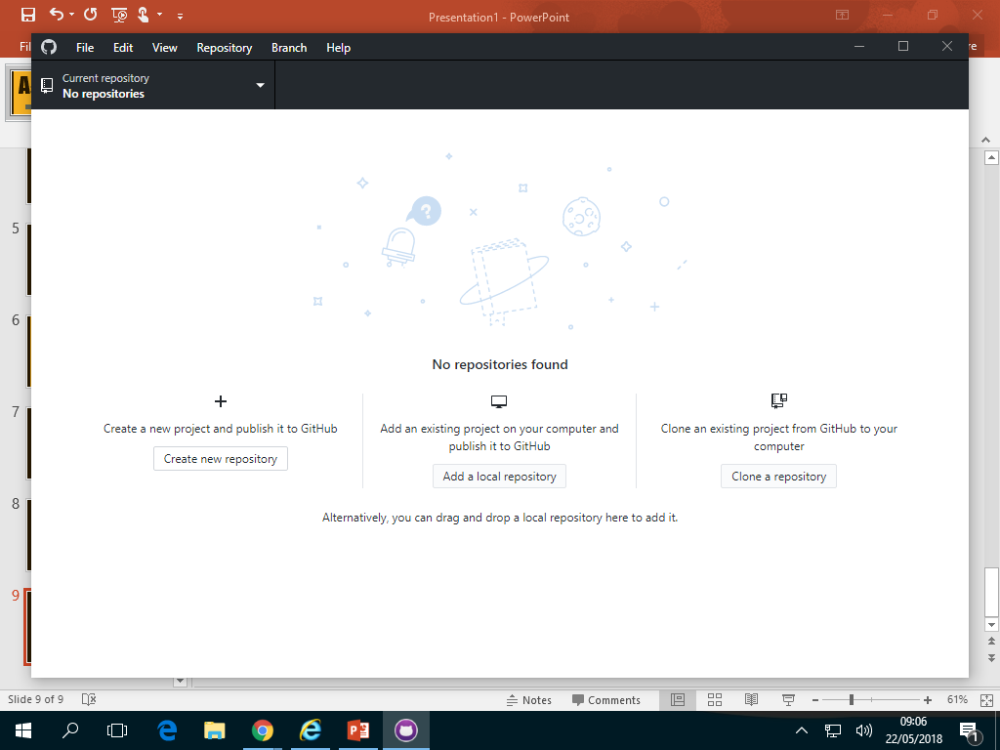 Presentation1 - PowerPoint
File Edit View Repository Branch Help
Current repository
No repositories
5
6
7
8
9
?
No repositories found
Create a new project and publish it to GitHub
Create new repository
Add an existing project on your computer and
publish it to GitHub
Add a local repository
Clone an existing project from GitHub to your
computer
Clone a repository
Alternatively, you can drag and drop a local repository here to add it.
Slide 9 of 9
Notes
Comments
61%
09:06
22/05/2018
1